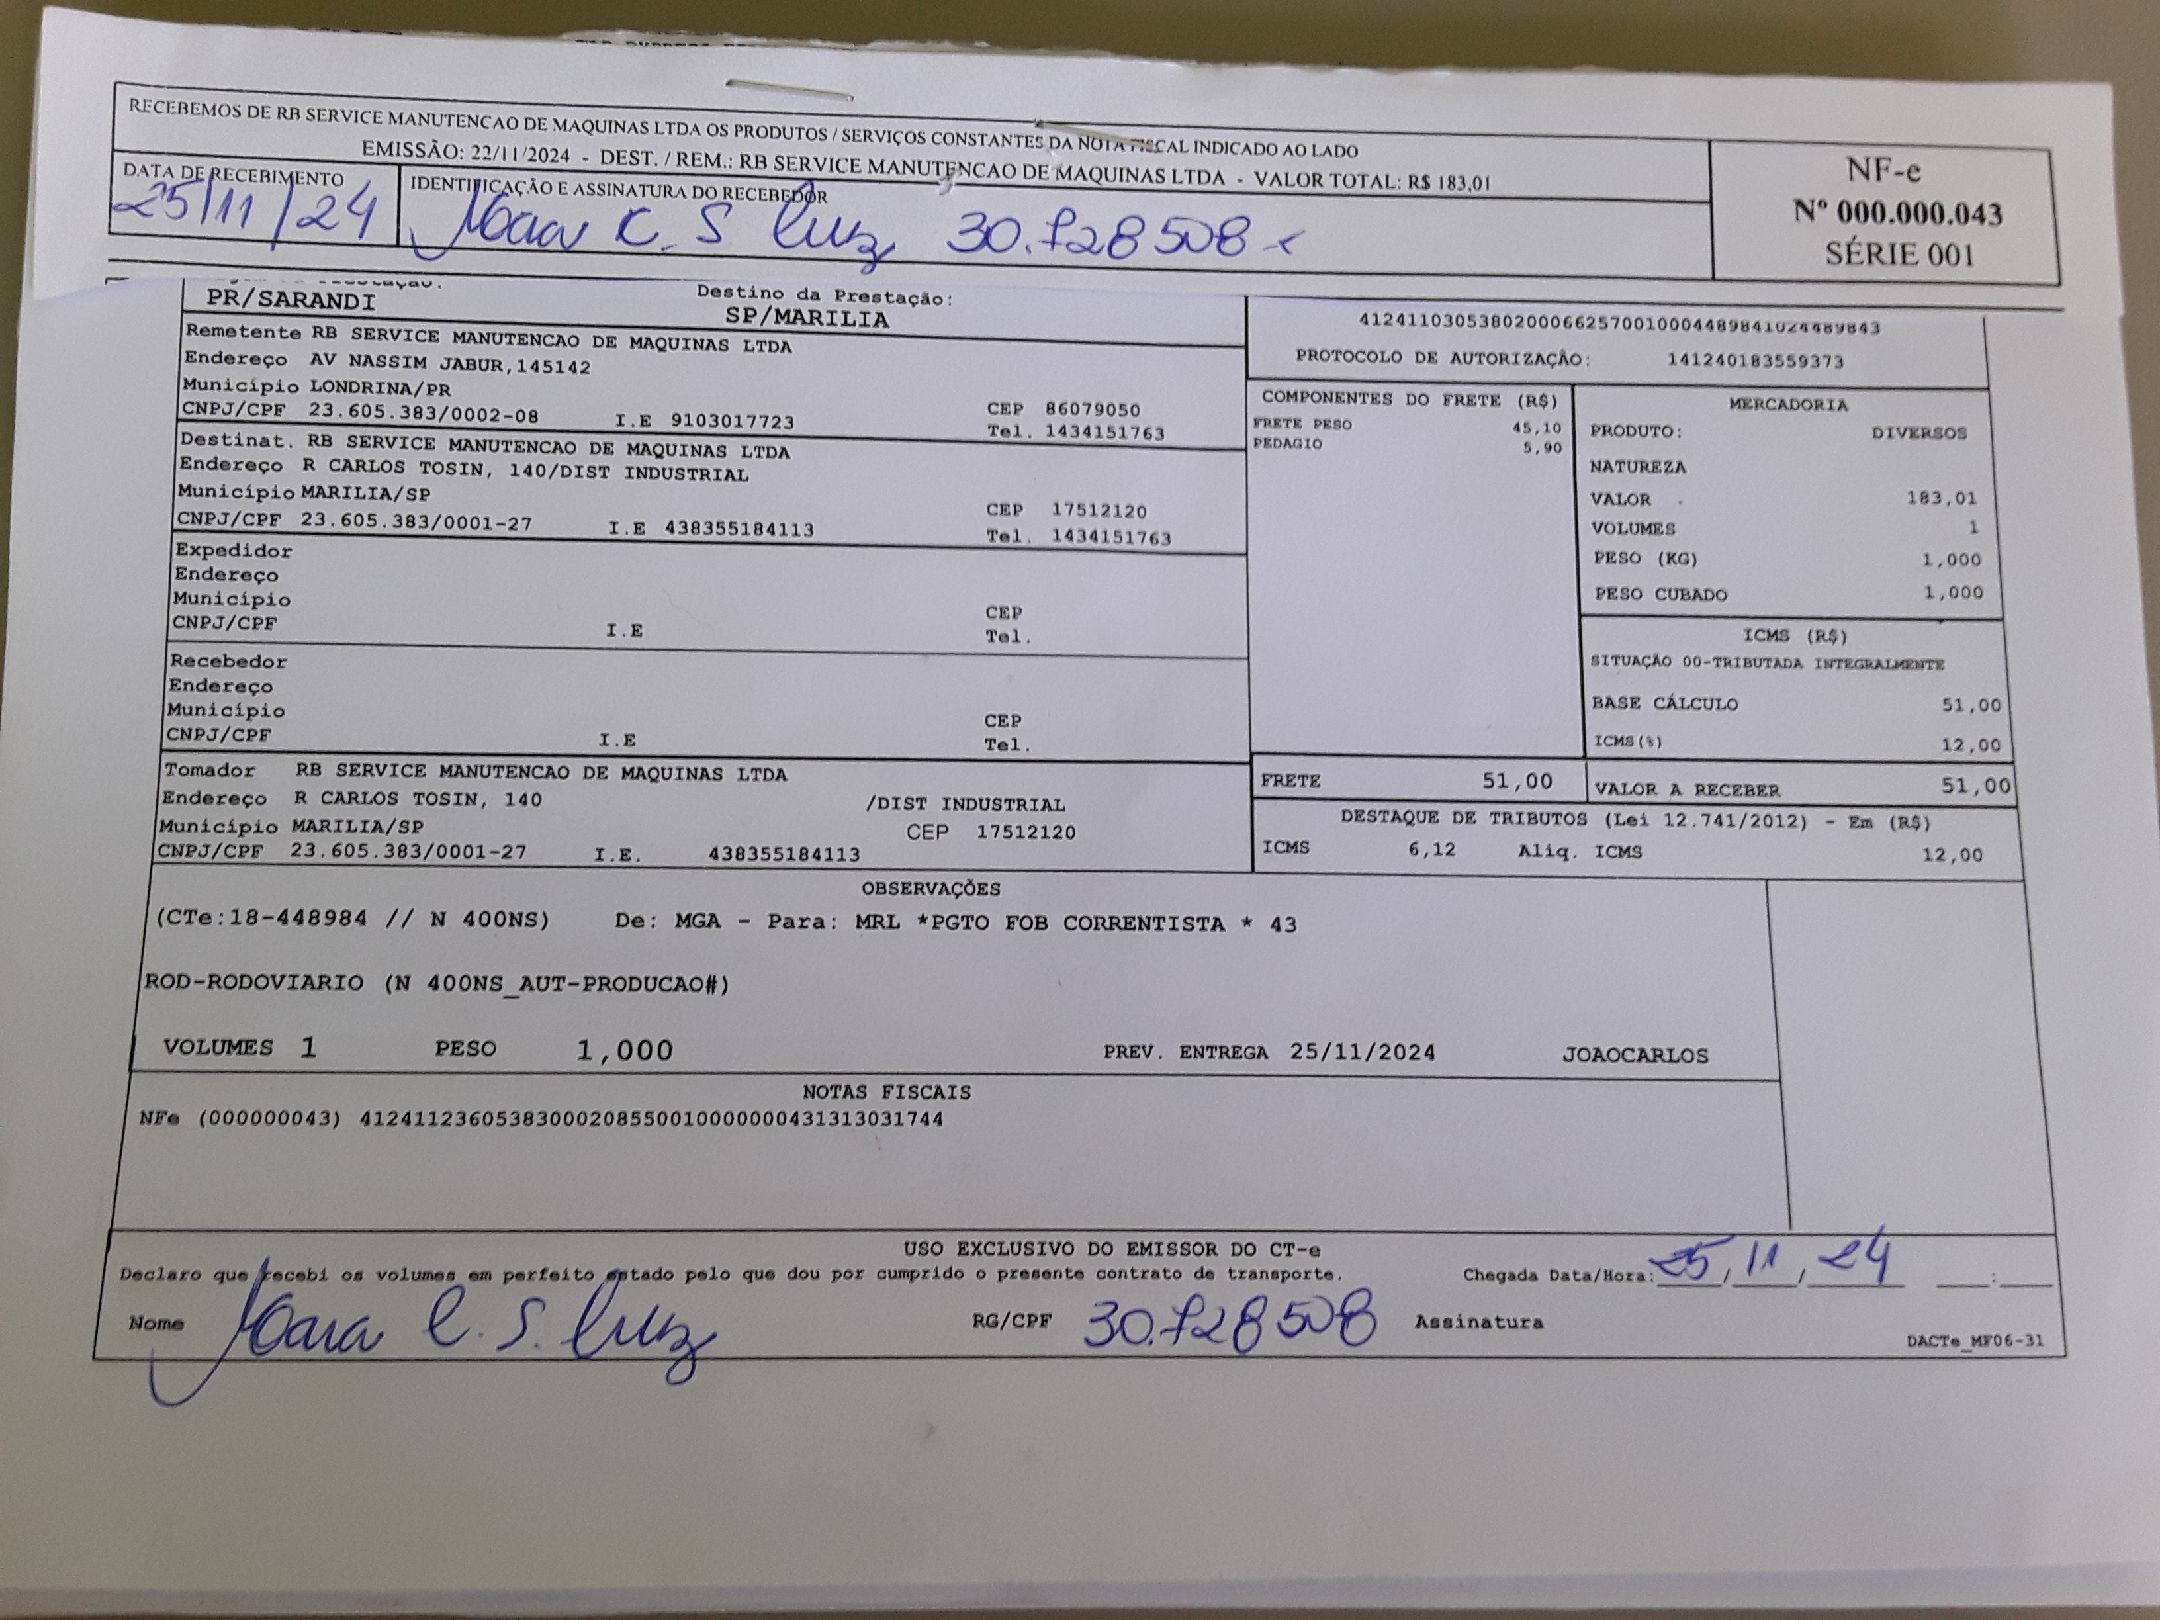 RECEBEMOS DE RB SERVICE MANUTENCAO DE MAQUINAS LTDA OS PRODUTOS / SERVIÇOS CONSTANTES DA NOTA FISCAL INDICADO AO LADO
EMISSÃO: 22/11/2024 - DEST. / REM.: RB SERVICE MANUTENCAO DE MAQUINAS LTDA - VALOR TOTAL: R$ 183,01
NF-e
Nº 000.000.043
SÉRIE 001
DATA DE RECEBIMENTO
25/11/24
IDENTIFICAÇÃO E ASSINATURA DO RECEBEDOR
C. S Luz 30.728508
PR/SARANDI
Destino da Prestação:
SP/MARILIA
Remetente RB SERVICE MANUTENCAO DE MAQUINAS LTDA
Endereço AV NASSIM JABUR,145142
Município LONDRINA/PR
CNPJ/CPF 23.605.383/0002-08 I.E 9103017723
CEP 86079050
Tel. 1434151763
Destinat. RB SERVICE MANUTENCAO DE MAQUINAS LTDA
Endereço R CARLOS TOSIN, 140/DIST INDUSTRIAL
Município MARILIA/SP
CNPJ/CPF 23.605.383/0001-27 I.E 438355184113
CEP 17512120
Tel. 1434151763
Expedidor
Endereço
Município
CNPJ/CPF I.E
CEP
Tel.
Recebedor
Endereço
Município
CNPJ/CPF I.E
CEP
Tel.
Tomador RB SERVICE MANUTENCAO DE MAQUINAS LTDA
Endereço R CARLOS TOSIN, 140 /DIST INDUSTRIAL
Município MARILIA/SP CEP 17512120
CNPJ/CPF 23.605.383/0001-27 I.E. 438355184113
41241103053802000662570010004489841024489843
PROTOCOLO DE AUTORIZAÇÃO: 141240183559373
COMPONENTES DO FRETE (R$)
FRETE PESO 45,10
PEDAGIO 5,90
MERCADORIA
PRODUTO: DIVERSOS
NATUREZA
VALOR 183,01
VOLUMES 1
PESO (KG) 1,000
PESO CUBADO 1,000
ICMS (R$)
SITUAÇÃO 00-TRIBUTADA INTEGRALMENTE
BASE CÁLCULO 51,00
ICMS(%) 12,00
FRETE 51,00
VALOR A RECEBER 51,00
DESTAQUE DE TRIBUTOS (Lei 12.741/2012) - Em (R$)
ICMS 6,12 Aliq. ICMS 12,00
OBSERVAÇÕES
(CTe:18-448984 // N 400NS) De: MGA - Para: MRL *PGTO FOB CORRENTISTA * 43
ROD-RODOVIARIO (N 400NS_AUT-PRODUCAO#)
VOLUMES 1 PESO 1,000 PREV. ENTREGA 25/11/2024 JOAOCARLOS
NOTAS FISCAIS
NFe (000000043) 41241123605383000208550010000000431313031744
USO EXCLUSIVO DO EMISSOR DO CT-e
Declaro que recebi os volumes em perfeito estado pelo que dou por cumprido o presente contrato de transporte.
Chegada Data/Hora: 25/11/24 :
Nome C. S. Luz RG/CPF 30.728508 Assinatura
DACTe_MF06-31